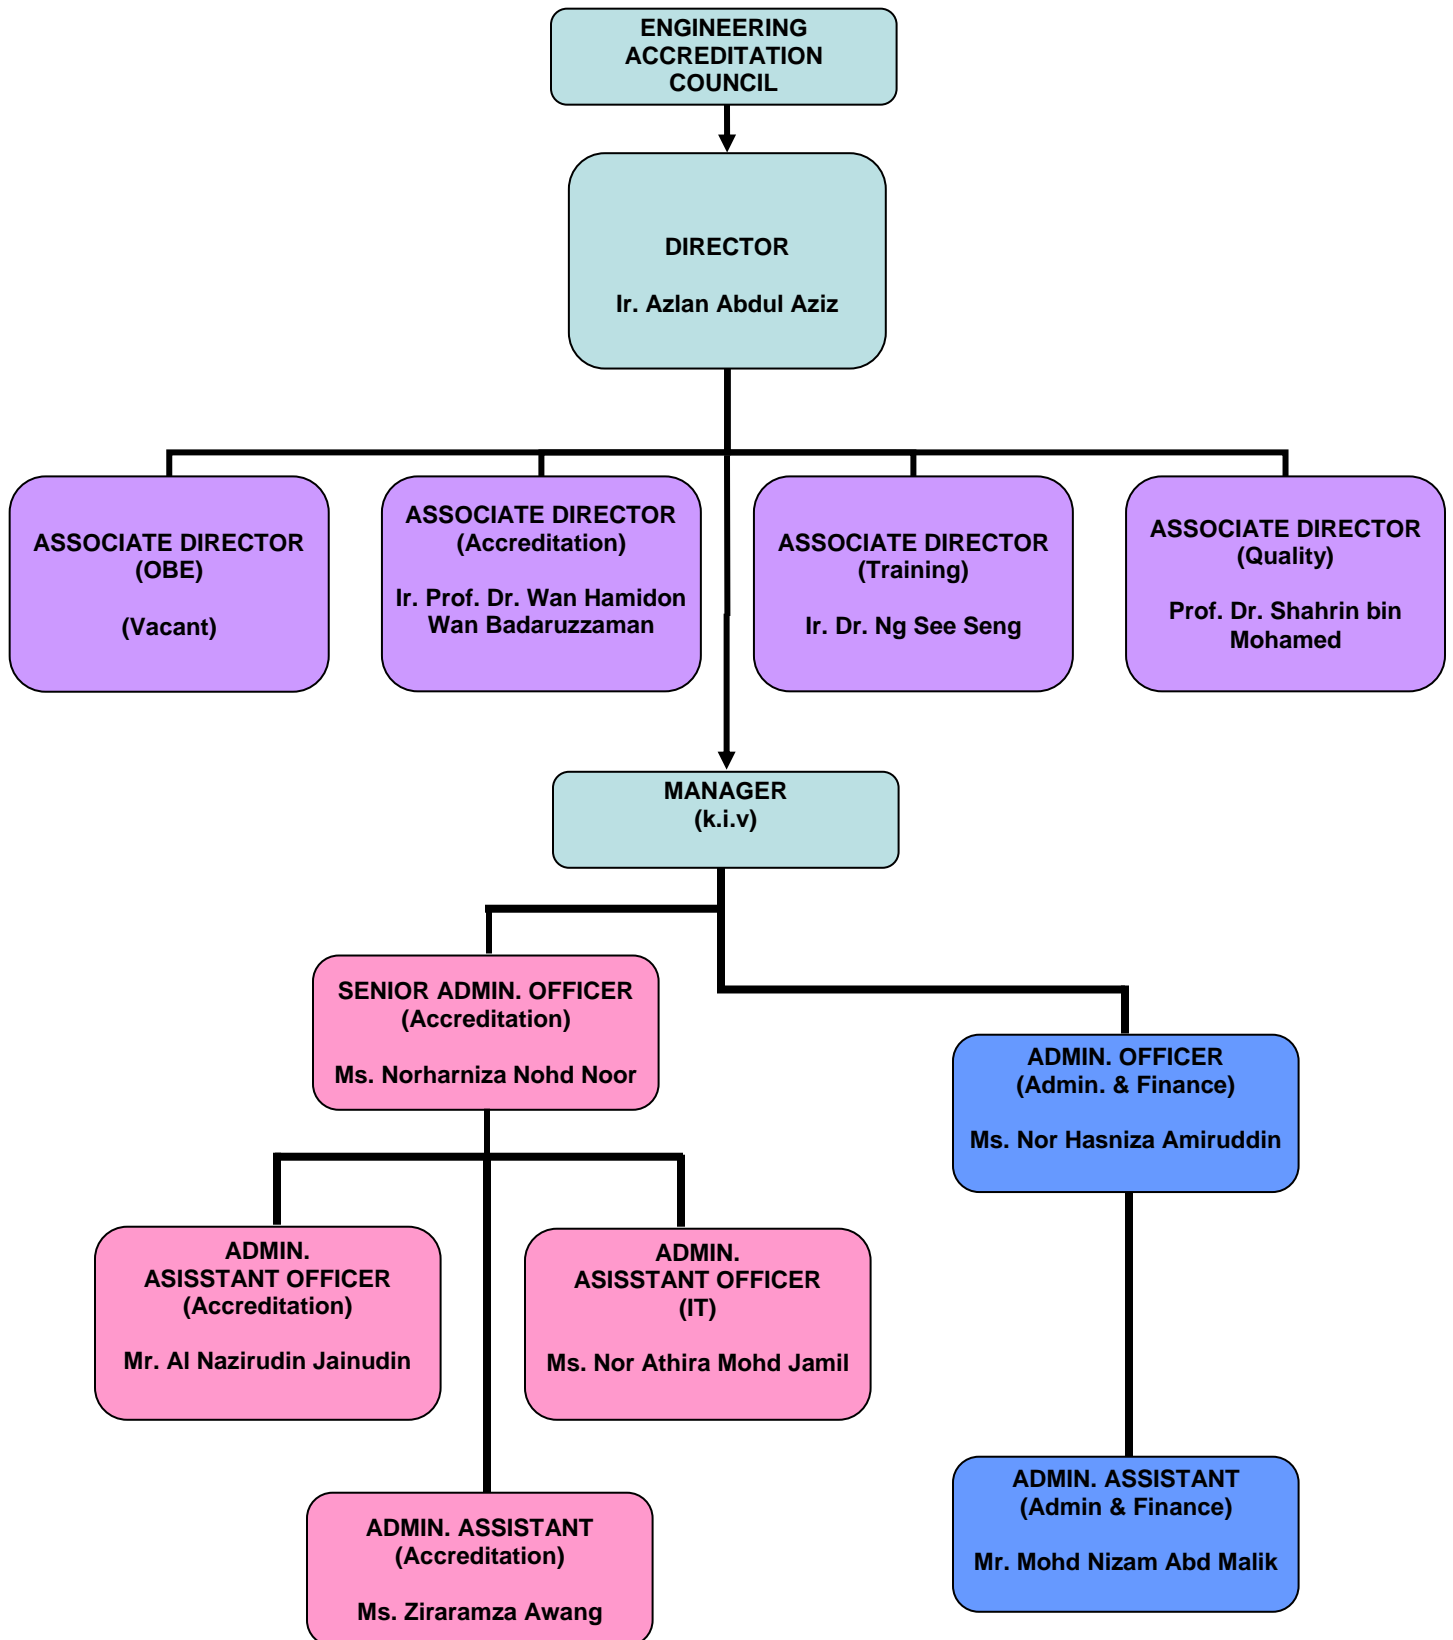 ENGINEERING
ACCREDITATION
COUNCIL
DIRECTOR
Ir. Azlan Abdul Aziz
ASSOCIATE DIRECTOR
(OBE)
(Vacant)
ASSOCIATE DIRECTOR
(Accreditation)
Ir. Prof. Dr. Wan Hamidon
Wan Badaruzzaman
ASSOCIATE DIRECTOR
(Training)
Ir. Dr. Ng See Seng
ASSOCIATE DIRECTOR
(Quality)
Prof. Dr. Shahrin bin
Mohamed
MANAGER
(k.i.v)
SENIOR ADMIN. OFFICER
(Accreditation)
Ms. Norharniza Nohd Noor
ADMIN. OFFICER
(Admin. & Finance)
Ms. Nor Hasniza Amiruddin
ADMIN.
ASISSTANT OFFICER
(Accreditation)
Mr. Al Nazirudin Jainudin
ADMIN.
ASISSTANT OFFICER
(IT)
Ms. Nor Athira Mohd Jamil
ADMIN. ASSISTANT
(Accreditation)
Ms. Ziraramza Awang
ADMIN. ASSISTANT
(Admin & Finance)
Mr. Mohd Nizam Abd Malik